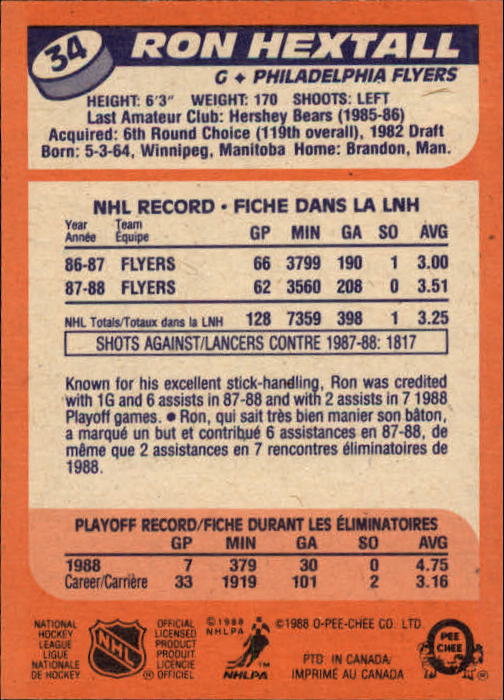 34
RON HEXTALL
G ♦ PHILADELPHIA FLYERS
HEIGHT: 6'3" WEIGHT: 170 SHOOTS: LEFT
Last Amateur Club: Hershey Bears (1985-86)
Acquired: 6th Round Choice (119th overall), 1982 Draft
Born: 5-3-64, Winnipeg, Manitoba Home: Brandon, Man.
NHL RECORD • FICHE DANS LA LNH
Year Team
Année Équipe GP MIN GA SO AVG
86-87 FLYERS 66 3799 190 1 3.00
87-88 FLYERS 62 3560 208 0 3.51
NHL Totals/Totaux dans la LNH 128 7359 398 1 3.25
SHOTS AGAINST/LANCERS CONTRE 1987-88: 1817
Known for his excellent stick-handling, Ron was credited
with 1G and 6 assists in 87-88 and with 2 assists in 7 1988
Playoff games. ● Ron, qui sait très bien manier son bâton,
a marqué un but et contribué 6 assistances en 87-88, de
même que 2 assistances en 7 rencontres éliminatoires de
1988.
PLAYOFF RECORD/FICHE DURANT LES ÉLIMINATOIRES
GP MIN GA SO AVG
1988 7 379 30 0 4.75
Career/Carrière 33 1919 101 2 3.16
NATIONAL
HOCKEY
LEAGUE
LIGUE
NATIONALE
DE HOCKEY
NHL
®
OFFICIAL
LICENSED
PRODUCT
PRODUIT
LICENCIÉ
OFFICIEL
©1988
NHLPA
NHLPA
™
©1988 O-PEE-CHEE CO. LTD.
PTD. IN CANADA
IMPRIMÉ AU CANADA
O
PEE
CHEE
®